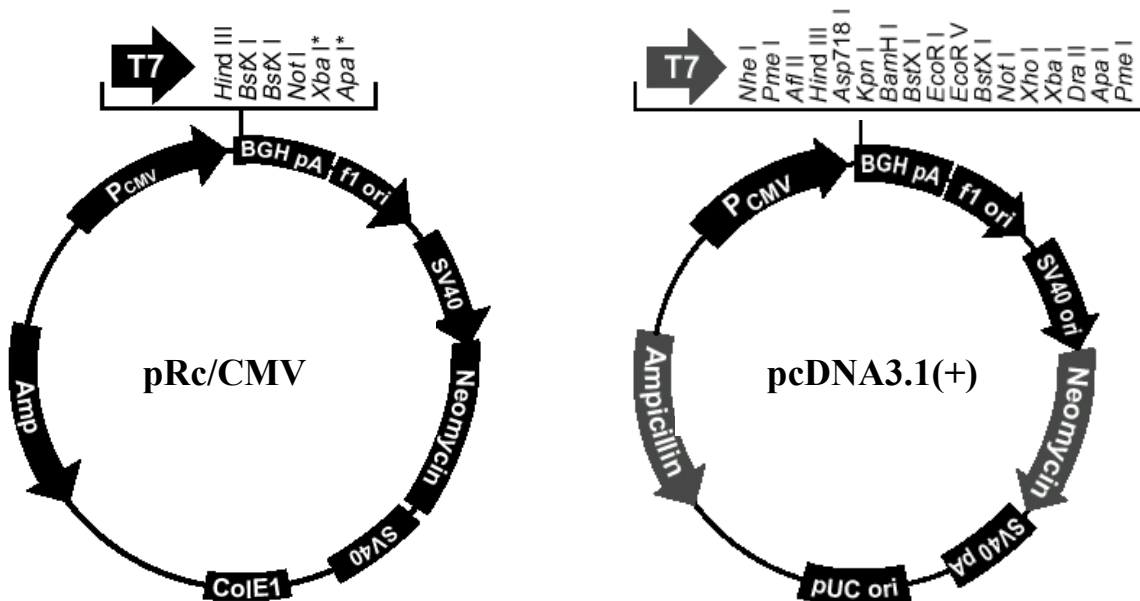 T7
Hind III
BstX I
BstX I
Not I
Xba I*
Apa I*
PCMV
BGH pA
f1 ori
SV40
Neomycin
SV40
ColE1
Amp
pRc/CMV
T7
Nhe I
Pme I
Afl II
Hind III
Asp718 I
Kpn I
BamH I
BstX I
EcoR I
EcoR V
BstX I
Not I
Xho I
Xba I
Dra II
Apa I
Pme I
PCMV
BGH pA
f1 ori
SV40 ori
Neomycin
SV40 pA
pUC ori
Ampicillin
pcDNA3.1(+)